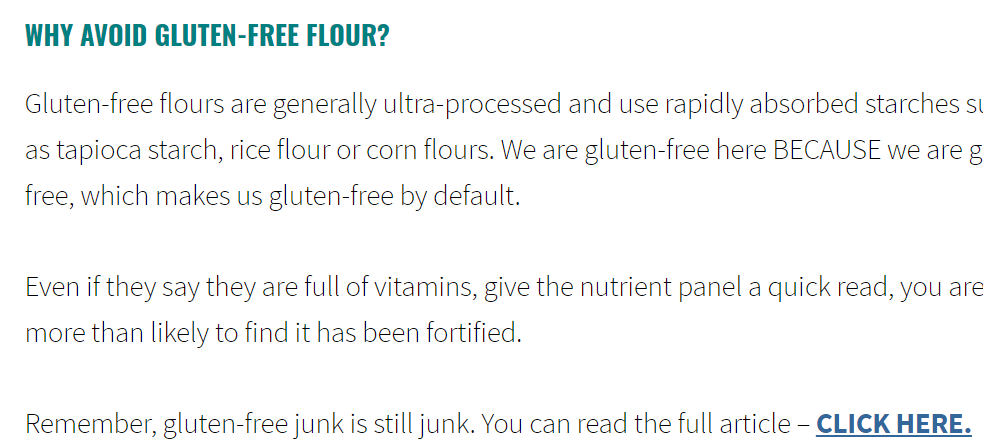 WHY AVOID GLUTEN-FREE FLOUR?
Gluten-free flours are generally ultra-processed and use rapidly absorbed starches
as tapioca starch, rice flour or corn flours. We are gluten-free here BECAUSE we are
free, which makes us gluten-free by default.
Even if they say they are full of vitamins, give the nutrient panel a quick read, you are
more than likely to find it has been fortified.
Remember, gluten-free junk is still junk. You can read the full article – CLICK HERE.